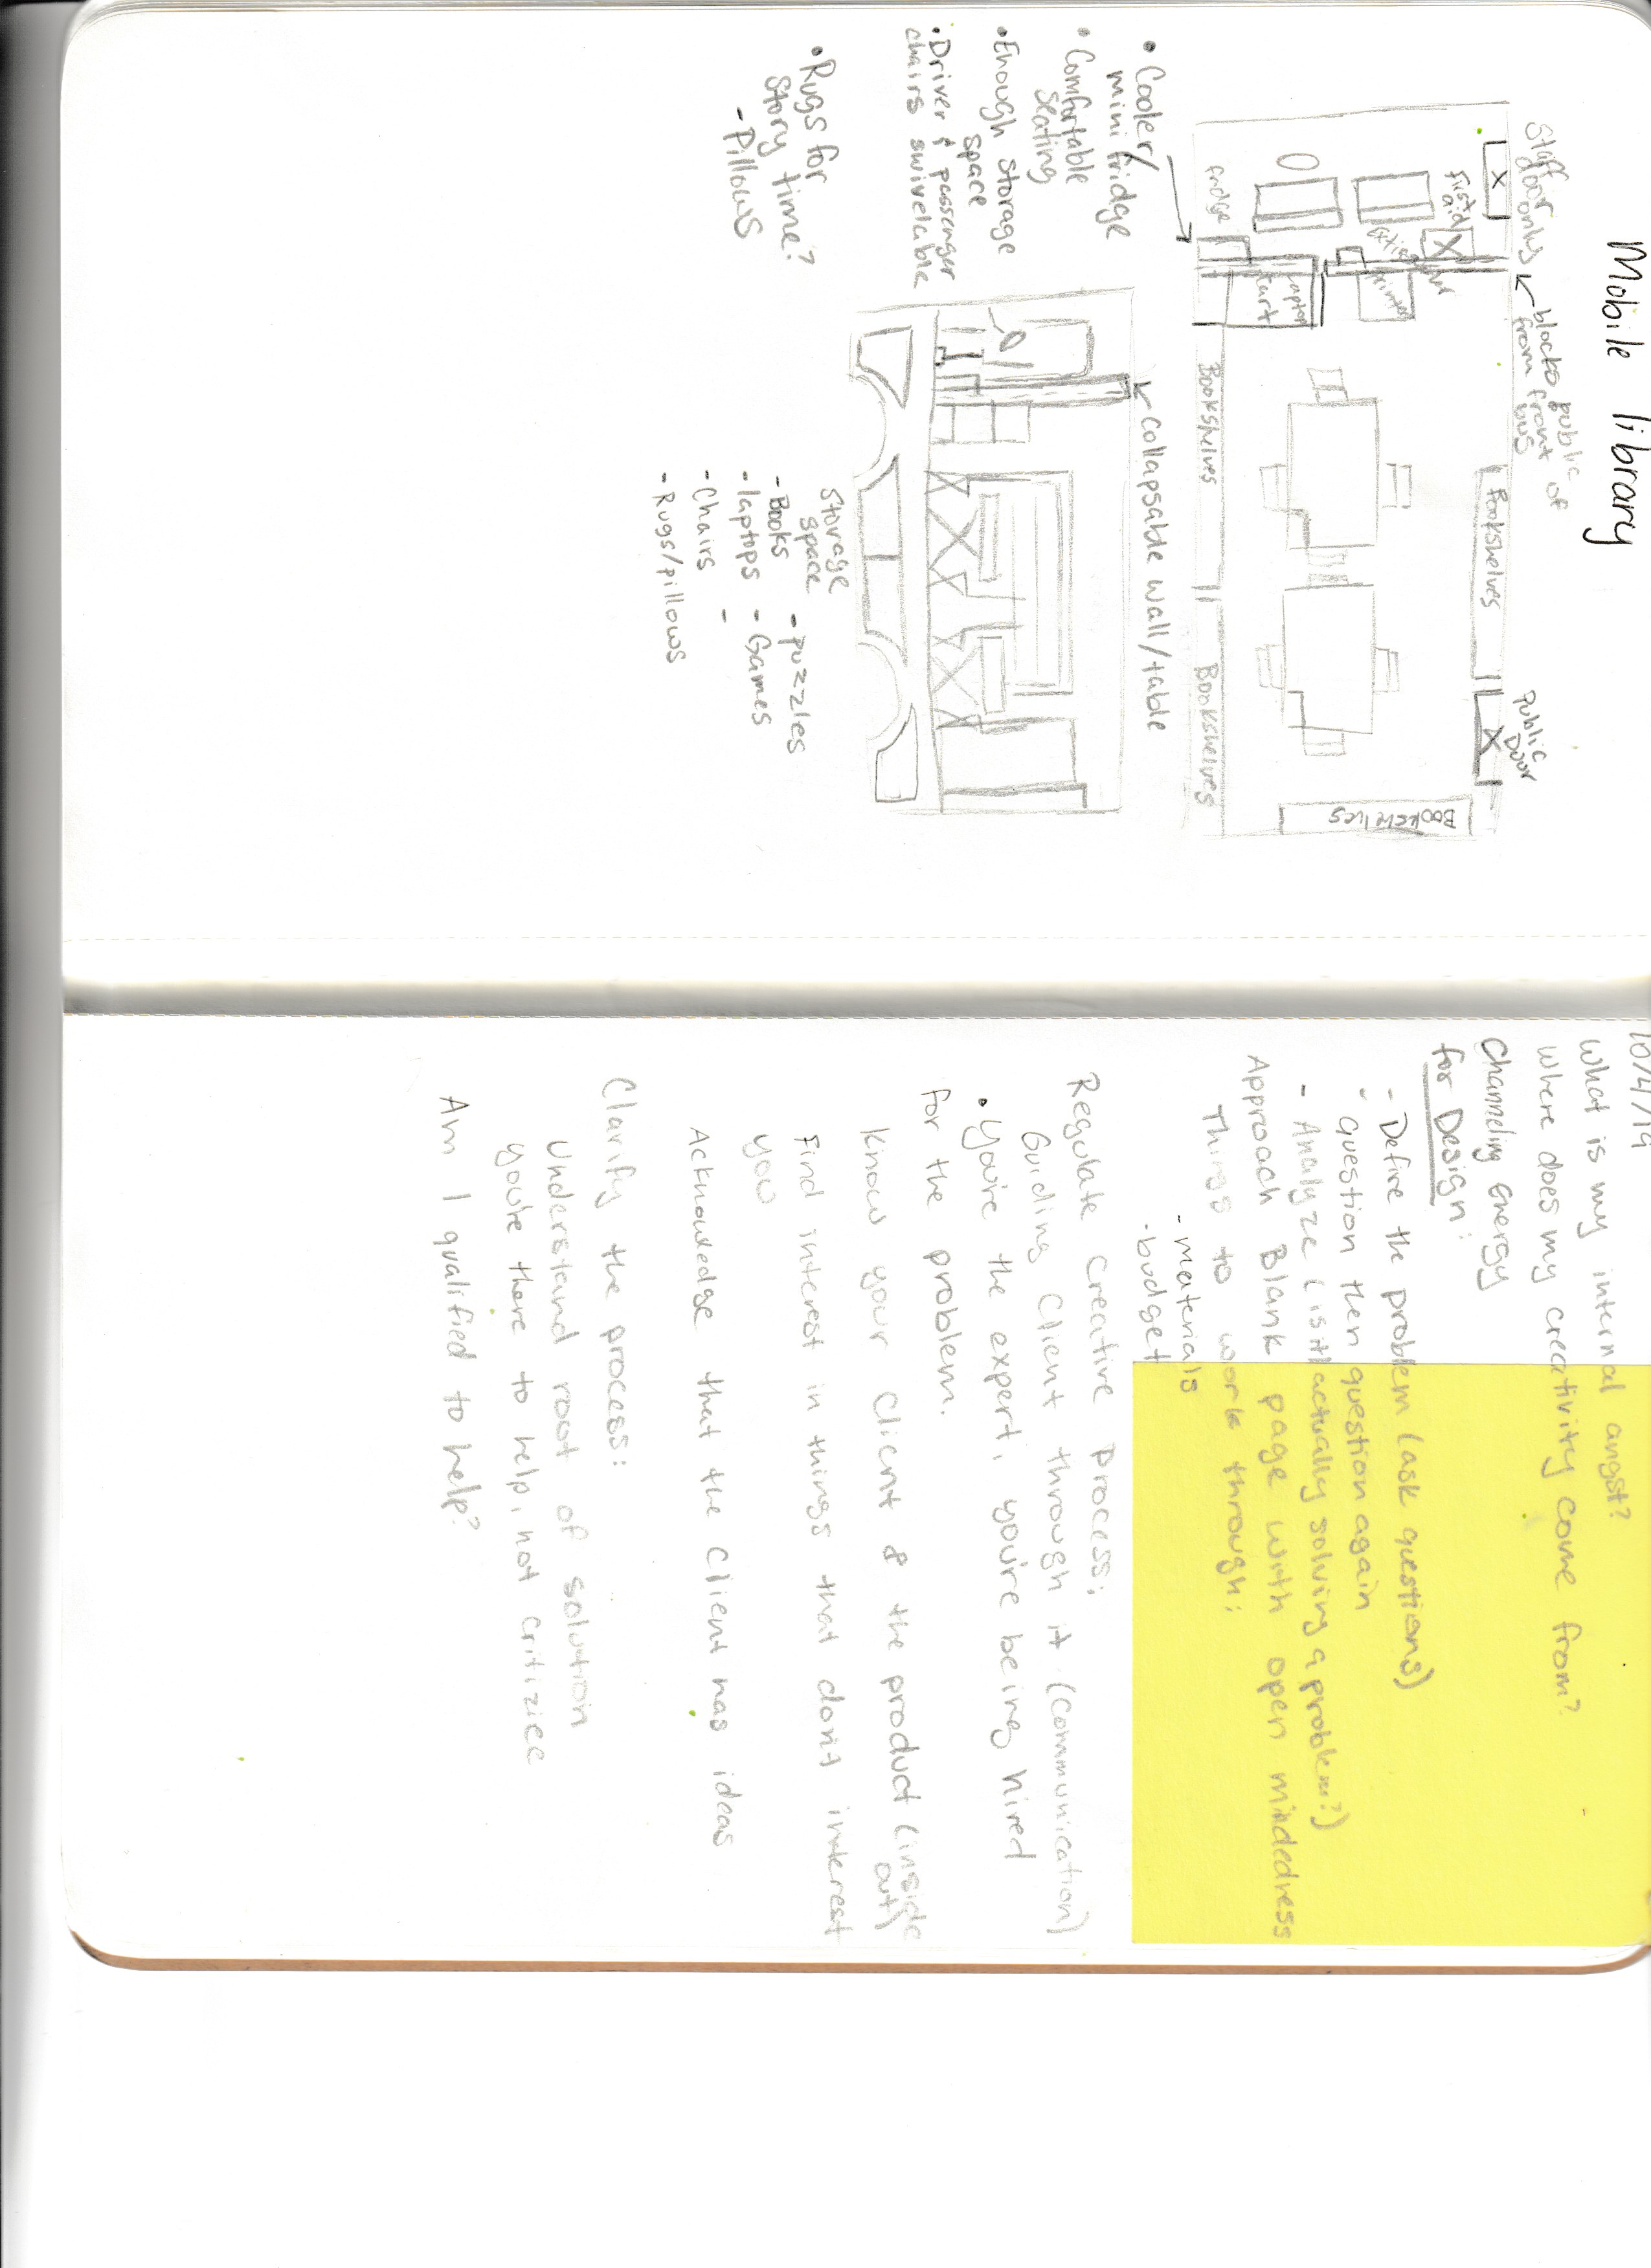 Mobile library
Staff
door only
blocks public
from front of
bus
Public
Door
first
aid
printer
laptop
cart
fridge
Bookshelves
Bookshelves
Bookshelves
Bookshelves
• Cooler/
mini fridge
• Comfortable
seating
• Enough storage
space
• Driver & passenger
chairs swivelable
• Rugs for
story time?
- Pillows
collapsable wall/table
Storage
space
- Books - puzzles
- laptops - Games
- Chairs -
- Rugs/pillows
10/4/19
What is my internal angst?
Where does my creativity come from?
Channeling energy
for Design:
- Define the problem (ask questions)
- question then question again
- Analyze (is it actually solving a problem?)
Approach Blank page with open mindedness
Things to work through:
- materials
- budget
Regulate creative process:
Guiding client through it (communication)
• You're the expert, you're being hired
for the problem.
Know your client & the product (inside
out)
Find interest in things that don't interest
you
Acknowledge that the client has ideas
Clarify the process:
Understand root of solution
you're there to help, not critiziee
Am I qualified to help?